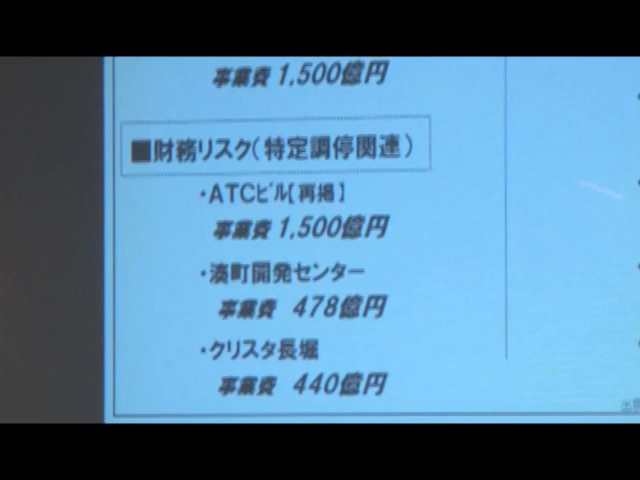 事業費 1,500億円
■財務リスク(特定調停関連)
・ATCビル【再掲】
事業費 1,500億円
・湊町開発センター
事業費 478億円
・クリスタ長堀
事業費 440億円